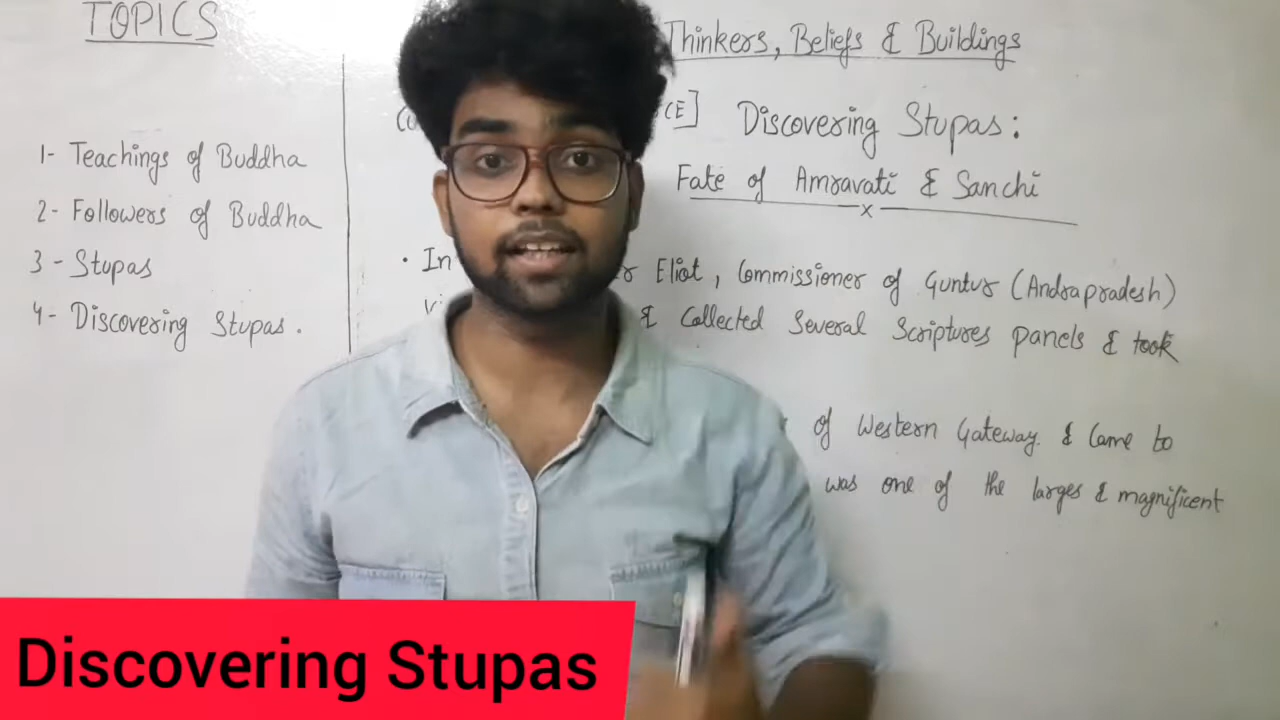 TOPICS
1- Teachings of Buddha
2- Followers of Buddha
3 - Stupas
4- Discovering Stupas.
Thinkers, Beliefs & Buildings
CE] Discovering Stupas:
Fate of Amravati & Sanchi
x
• In Eliot, Commissioner of Guntur (Andrapradesh)
& Collected Several Scriptures panels & took
of Western Gateway. & Came to
was one of the larges & magnificent
Discovering Stupas